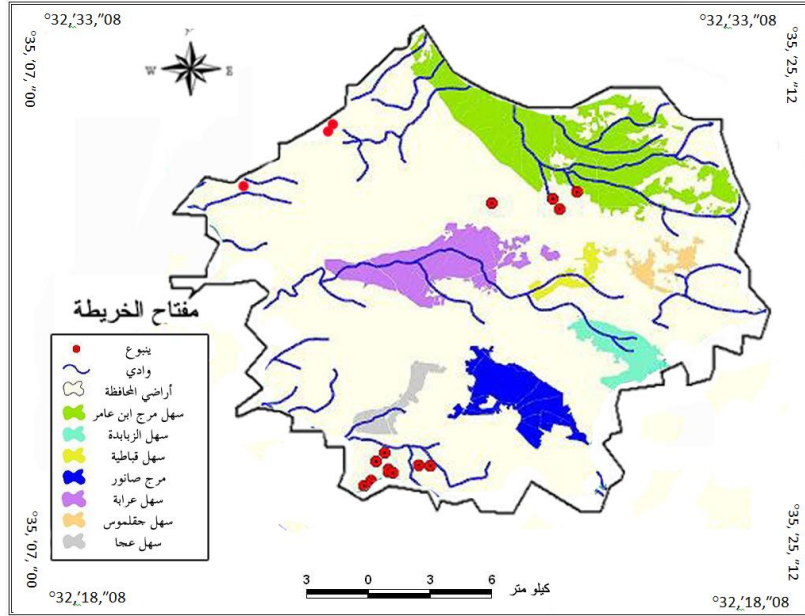 °32,′33,″08
°32,′33,″08
°35, ′07, ″00
°35, ′25, ″12
N
W E
S
مفتاح الخريطة
ينبوع
وادي
أراضي المحافظة
سهل مرج ابن عامر
سهل الزبابدة
سهل قباطية
مرج صانور
سهل عرابة
سهل جقلموس
سهل عجا
°35, ′07, ″00
°35, ′25, ″12
3 0 3 6 كيلو متر
°32,′18,″08
°32,′18,″08